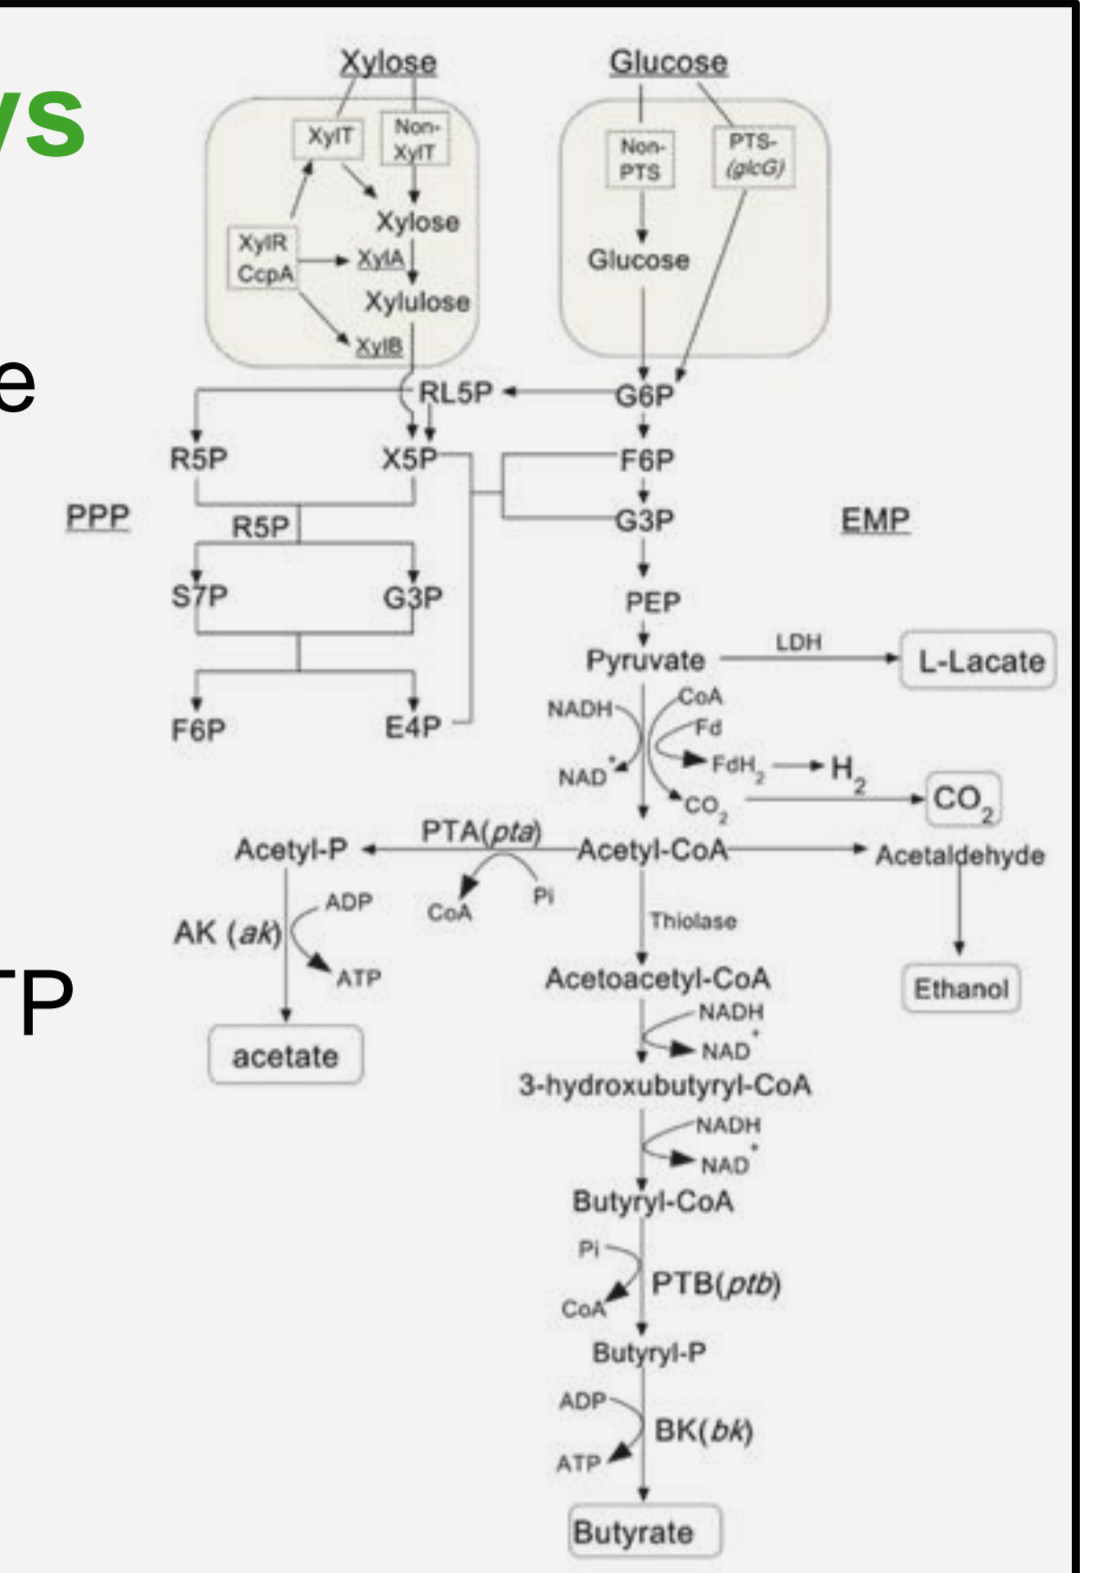 ys
e
TP
Xylose
Glucose
XylT
Non-
XylT
Non-
PTS
PTS-
(glcG)
Xylose
XylR
CcpA
XylA
Glucose
Xylulose
XylB
RL5P
G6P
R5P
X5P
F6P
PPP
R5P
G3P
EMP
S7P
G3P
PEP
Pyruvate
LDH
L-Lacate
F6P
E4P
NADH
CoA
Fd
NAD+
FdH2
H2
CO2
CO2
Acetyl-P
PTA(pta)
Acetyl-CoA
Acetaldehyde
CoA
Pi
AK (ak)
ADP
ATP
Thiolase
Acetoacetyl-CoA
Ethanol
NADH
NAD+
acetate
3-hydroxubutyryl-CoA
NADH
NAD+
Butyryl-CoA
Pi
CoA
PTB(ptb)
Butyryl-P
ADP
ATP
BK(bk)
Butyrate